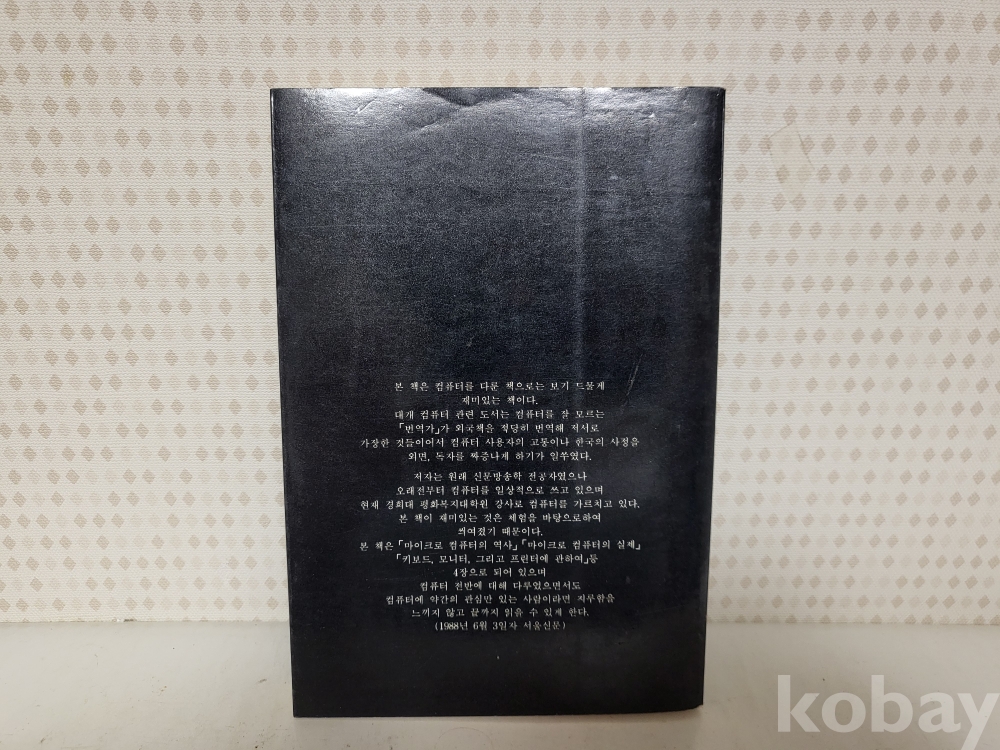 본 책은 컴퓨터를 다룬 책으로는 보기 드물게
재미있는 책이다.
대개 컴퓨터 관련 도서는 컴퓨터를 잘 모르는
「번역가」가 외국책을 적당히 번역해 저서로
가장한 것들이어서 컴퓨터 사용자의 고통이나 한국의 사정을
외면, 독자를 짜증나게 하기가 일쑤였다.
저자는 원래 신문방송학 전공자였으나
오래전부터 컴퓨터를 일상적으로 쓰고 있으며
현재 경희대 평화복지대학원 강사로 컴퓨터를 가르치고 있다.
본 책이 재미있는 것은 체험을 바탕으로하여
씌여졌기 때문이다.
본 책은 「마이크로 컴퓨터의 역사」「마이크로 컴퓨터의 실제」
「키보드, 모니터, 그리고 프린터에 관하여」등
4장으로 되어 있으며
컴퓨터 전반에 대해 다루었으면서도
컴퓨터에 약간의 관심만 있는 사람이라면 지루함을
느끼지 않고 끝까지 읽을 수 있게 한다.
(1988년 6월 3일자 서울신문)
kobay